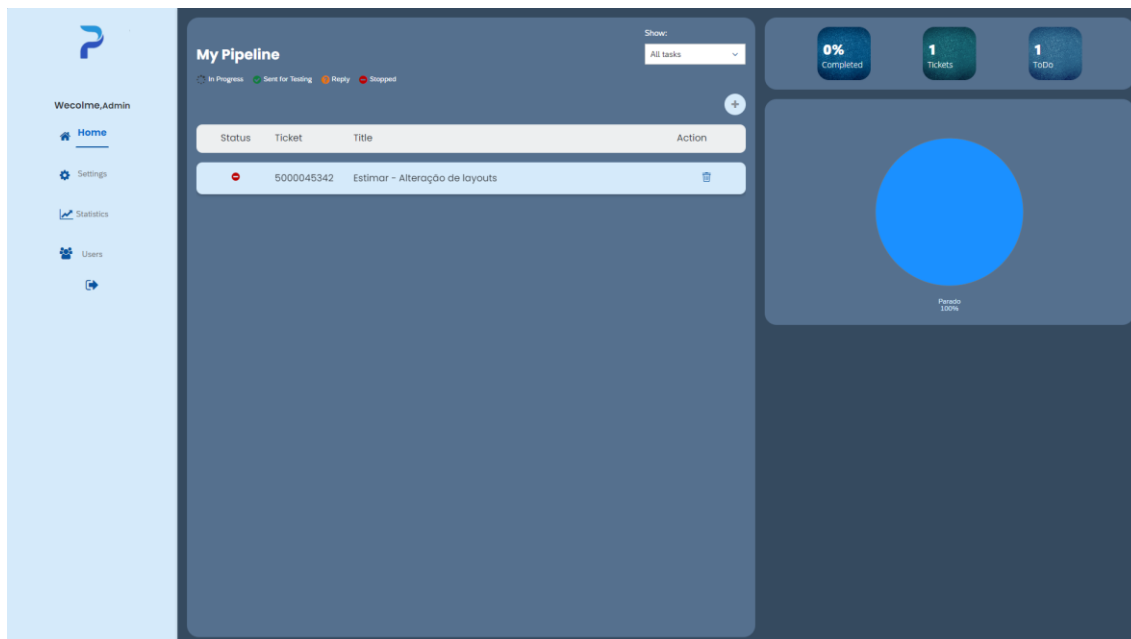 Wecolme,Admin
Home
Settings
Statistics
Users
My Pipeline
Show:
All tasks
In Progress Sent for Testing Reply Stopped
+
Status Ticket Title Action
5000045342 Estimar - Alteração de layouts
0%
Completed
1
Tickets
1
ToDo
Parado
100%